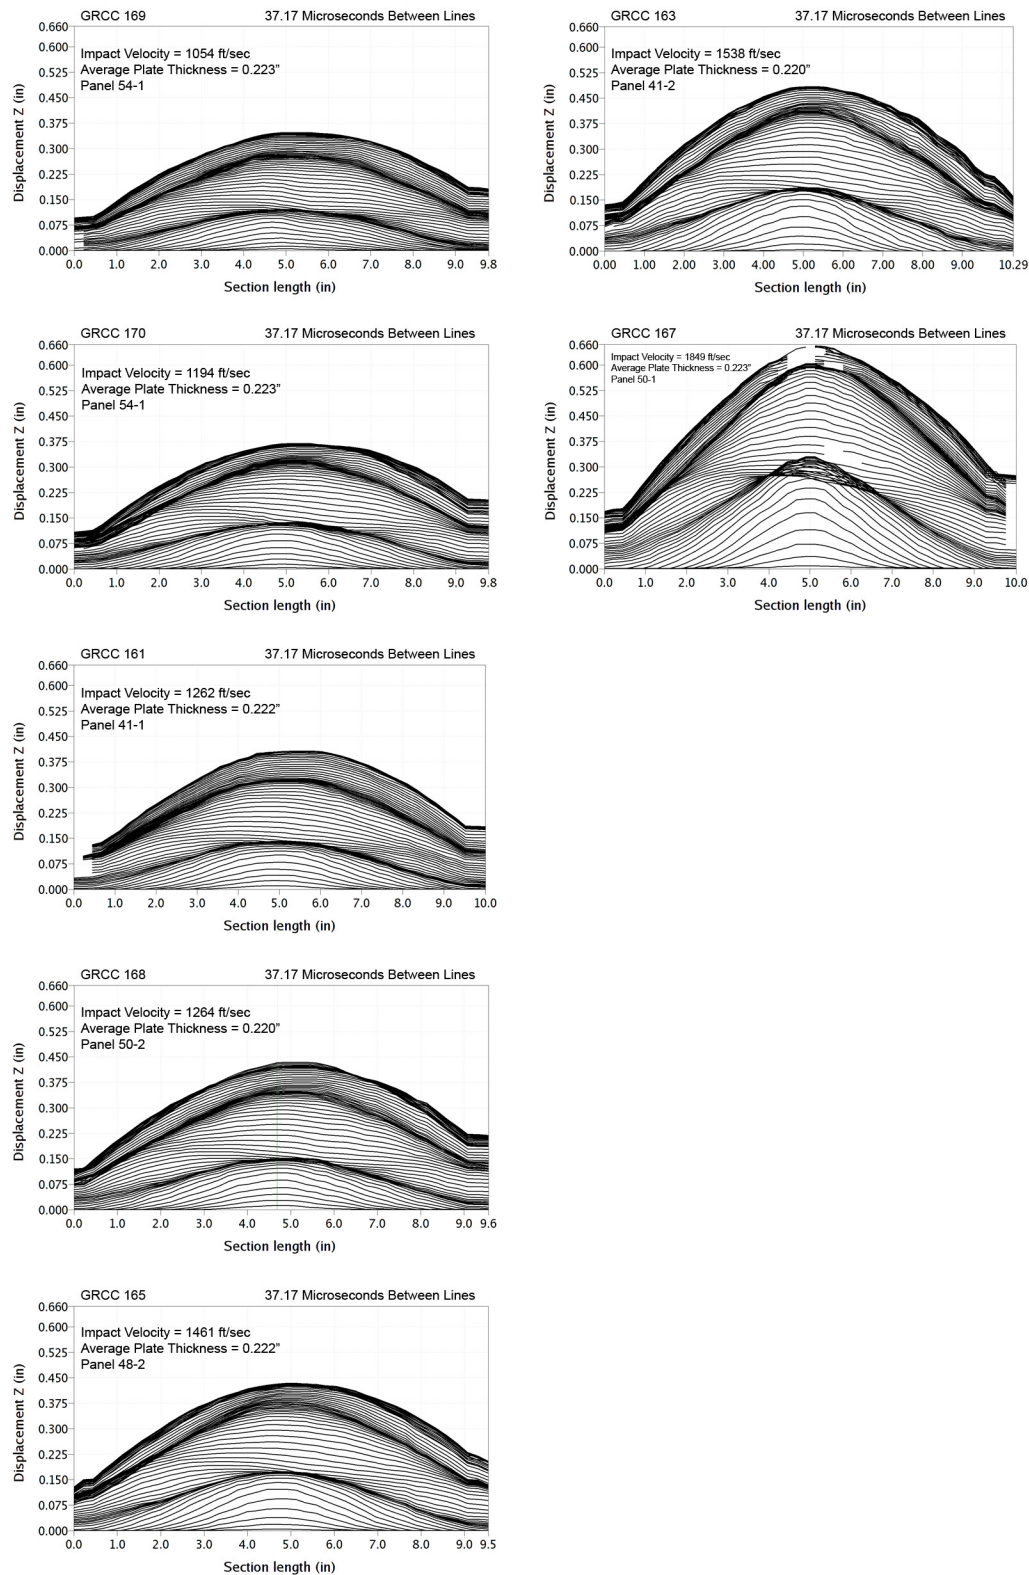 GRCC 169 37.17 Microseconds Between Lines
Impact Velocity = 1054 ft/sec
Average Plate Thickness = 0.223”
Panel 54-1
Displacement Z (in)
0.660
0.600
0.525
0.450
0.375
0.300
0.225
0.150
0.075
0.000
0.0 1.0 2.0 3.0 4.0 5.0 6.0 7.0 8.0 9.0 9.8
Section length (in)
GRCC 163 37.17 Microseconds Between Lines
Impact Velocity = 1538 ft/sec
Average Plate Thickness = 0.220”
Panel 41-2
Displacement Z (in)
0.660
0.600
0.525
0.450
0.375
0.300
0.225
0.150
0.075
0.000
0.00 1.00 2.00 3.00 4.00 5.00 6.00 7.00 8.00 9.00 10.29
Section length (in)
GRCC 170 37.17 Microseconds Between Lines
Impact Velocity = 1194 ft/sec
Average Plate Thickness = 0.223”
Panel 54-1
Displacement Z (in)
0.660
0.600
0.525
0.450
0.375
0.300
0.225
0.150
0.075
0.000
0.0 1.0 2.0 3.0 4.0 5.0 6.0 7.0 8.0 9.0 9.8
Section length (in)
GRCC 167 37.17 Microseconds Between Lines
Impact Velocity = 1849 ft/sec
Average Plate Thickness = 0.223”
Panel 50-1
Displacement Z (in)
0.660
0.600
0.525
0.450
0.375
0.300
0.225
0.150
0.075
0.000
0.0 1.0 2.0 3.0 4.0 5.0 6.0 7.0 8.0 9.0 10.0
Section length (in)
GRCC 161 37.17 Microseconds Between Lines
Impact Velocity = 1262 ft/sec
Average Plate Thickness = 0.222”
Panel 41-1
Displacement Z (in)
0.660
0.600
0.525
0.450
0.375
0.300
0.225
0.150
0.075
0.000
0.0 1.0 2.0 3.0 4.0 5.0 6.0 7.0 8.0 9.0 10.0
Section length (in)
GRCC 168 37.17 Microseconds Between Lines
Impact Velocity = 1264 ft/sec
Average Plate Thickness = 0.220”
Panel 50-2
Displacement Z (in)
0.660
0.600
0.525
0.450
0.375
0.300
0.225
0.150
0.075
0.000
0.0 1.0 2.0 3.0 4.0 5.0 6.0 7.0 8.0 9.0 9.6
Section length (in)
GRCC 165 37.17 Microseconds Between Lines
Impact Velocity = 1461 ft/sec
Average Plate Thickness = 0.222”
Panel 48-2
Displacement Z (in)
0.660
0.600
0.525
0.450
0.375
0.300
0.225
0.150
0.075
0.000
0.0 1.0 2.0 3.0 4.0 5.0 6.0 7.0 8.0 9.0 9.5
Section length (in)